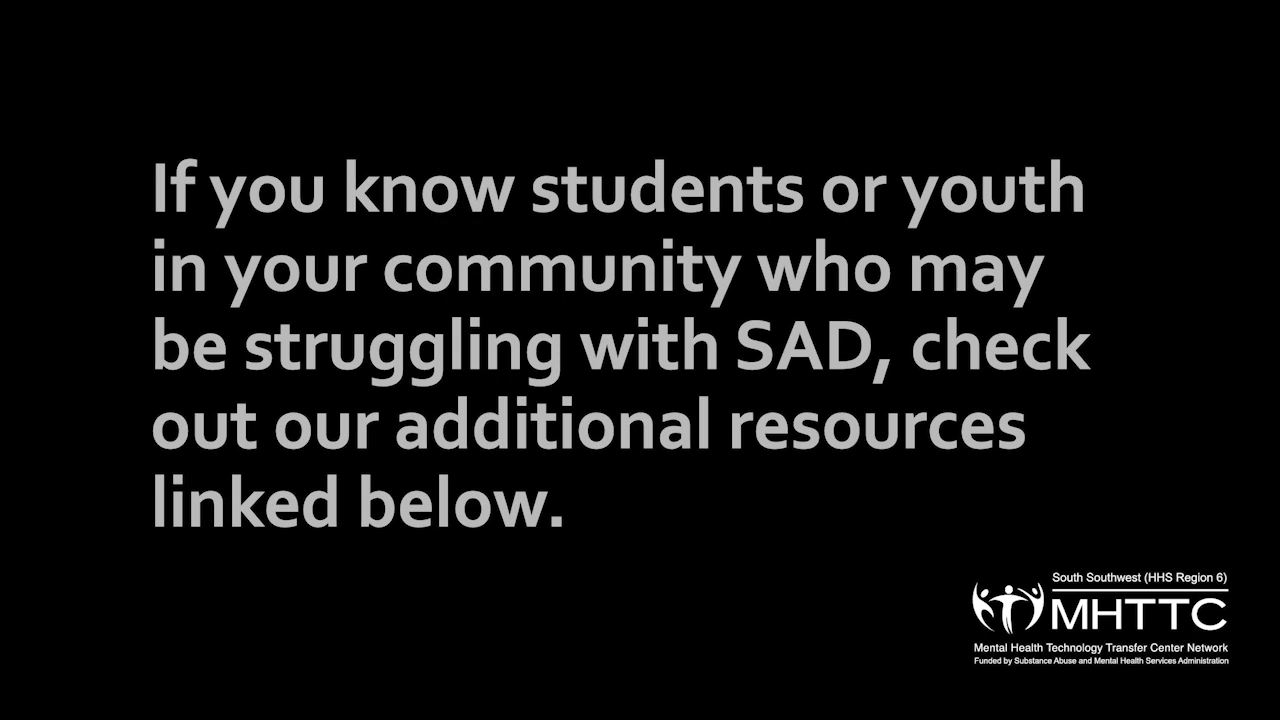 If you know students or youth
in your community who may
be struggling with SAD, check
out our additional resources
linked below.
South Southwest (HHS Region 6)
MHTTC
Mental Health Technology Transfer Center Network
Funded by Substance Abuse and Mental Health Services Administration